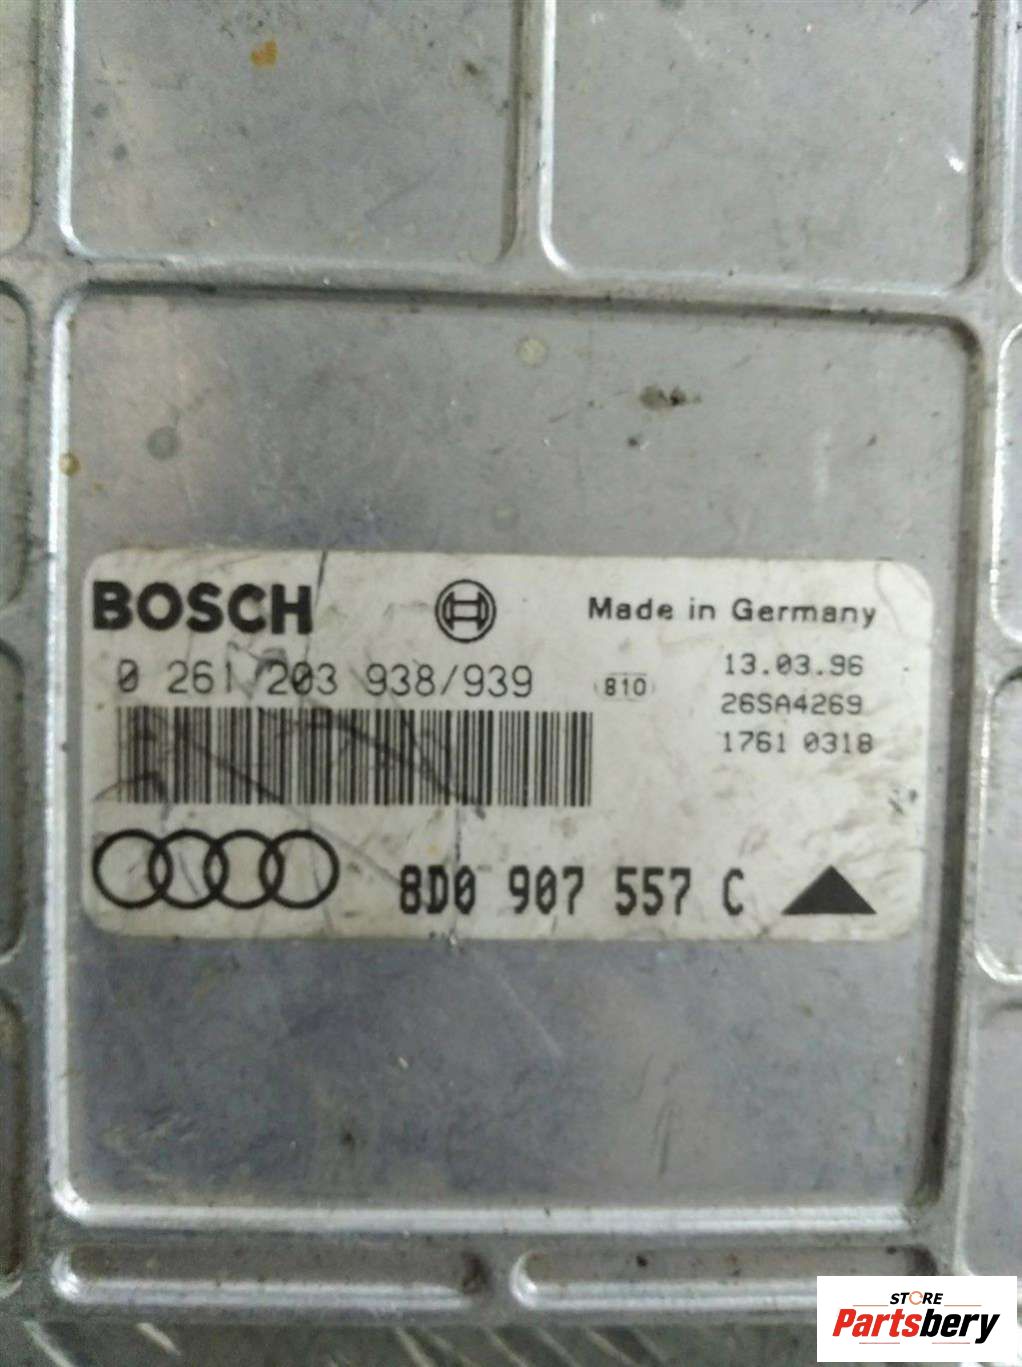 BOSCH
Made in Germany
0 261 203 938/939
(810)
13.03.96
26SA4269
1761 0318
8D0 907 557 C
STORE
Partsbery